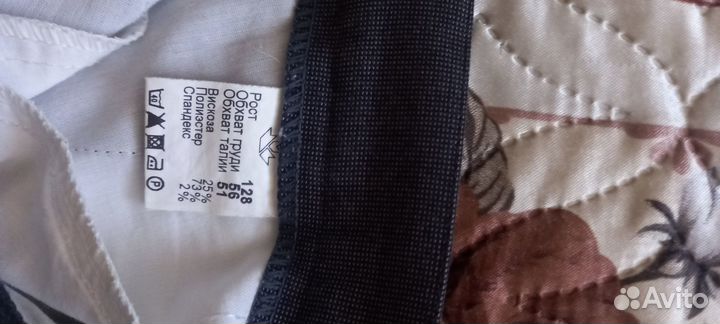 Рост 128
Обхват груди 56
Обхват талии 51
Вискоза 25%
Полиэстер 73%
Спандекс 2%
Avito